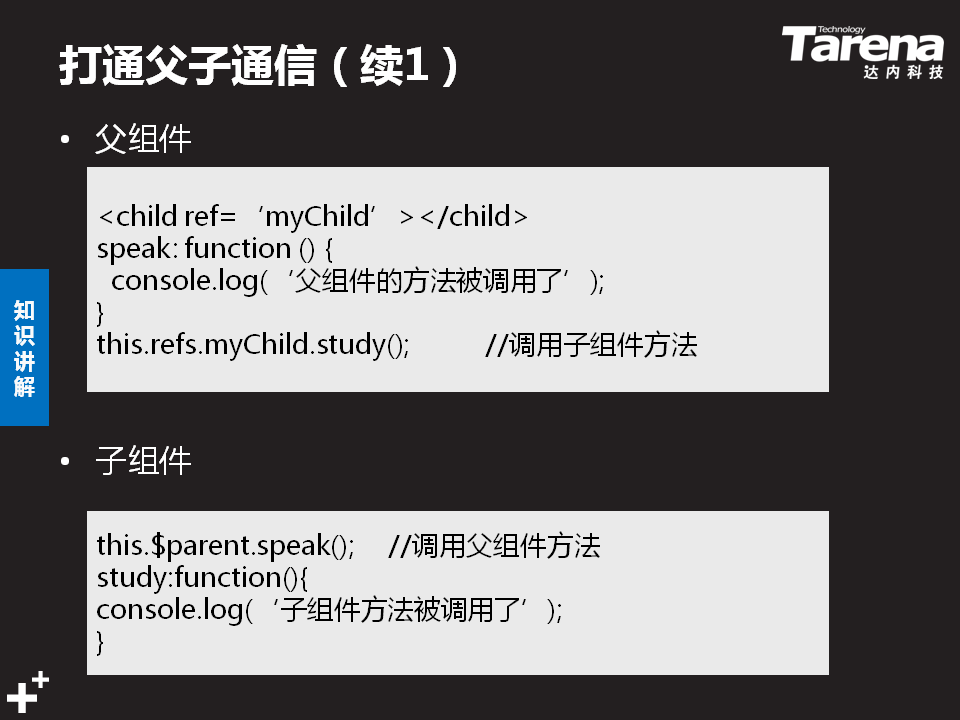 打通父子通信（续1）
Technology
Tarena
达内科技
• 父组件
<child ref=‘myChild’></child>
speak: function () {
console.log(‘父组件的方法被调用了’);
}
this.refs.myChild.study(); //调用子组件方法
知识讲解
• 子组件
this.$parent.speak(); //调用父组件方法
study:function(){
console.log(‘子组件方法被调用了’);
}